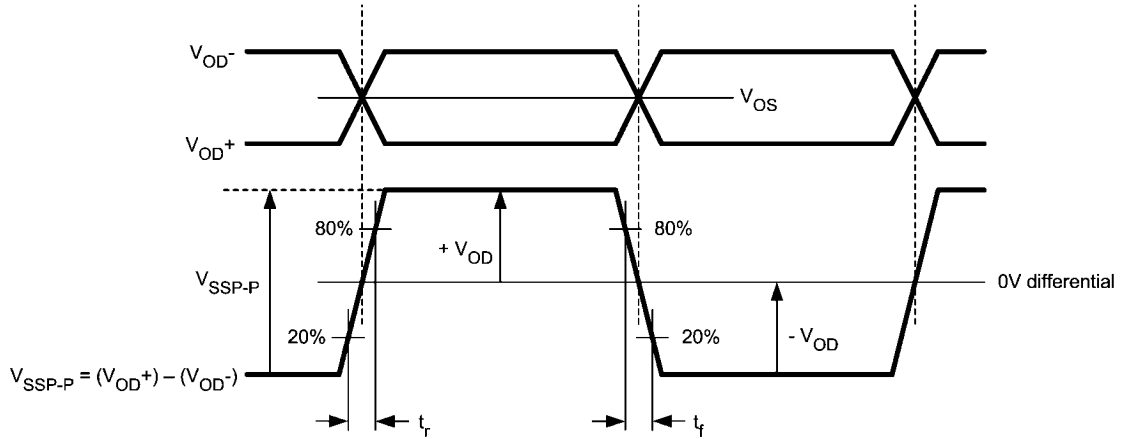 VOD-
VOS
VOD+
80%
+ VOD
80%
VSSP-P
0V differential
20%
20%
- VOD
VSSP-P = (VOD+) – (VOD-)
tr
tf